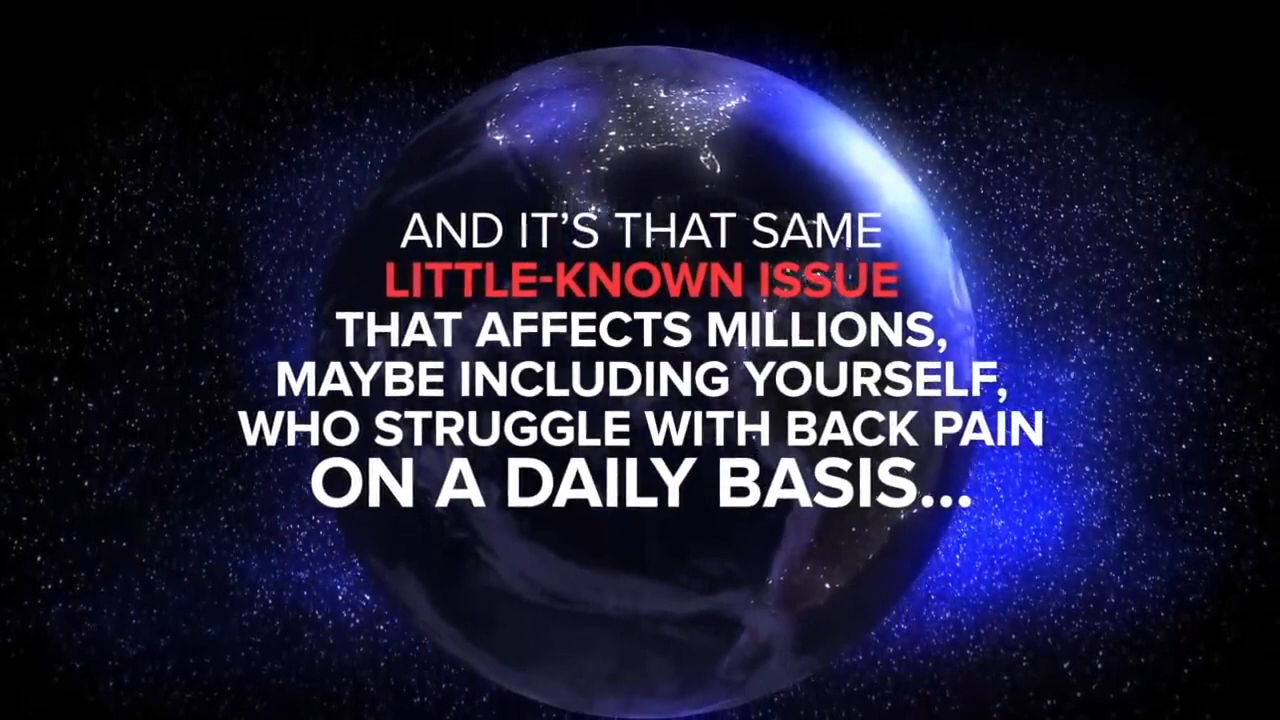 AND IT’S THAT SAME
LITTLE-KNOWN ISSUE
THAT AFFECTS MILLIONS,
MAYBE INCLUDING YOURSELF,
WHO STRUGGLE WITH BACK PAIN
ON A DAILY BASIS...